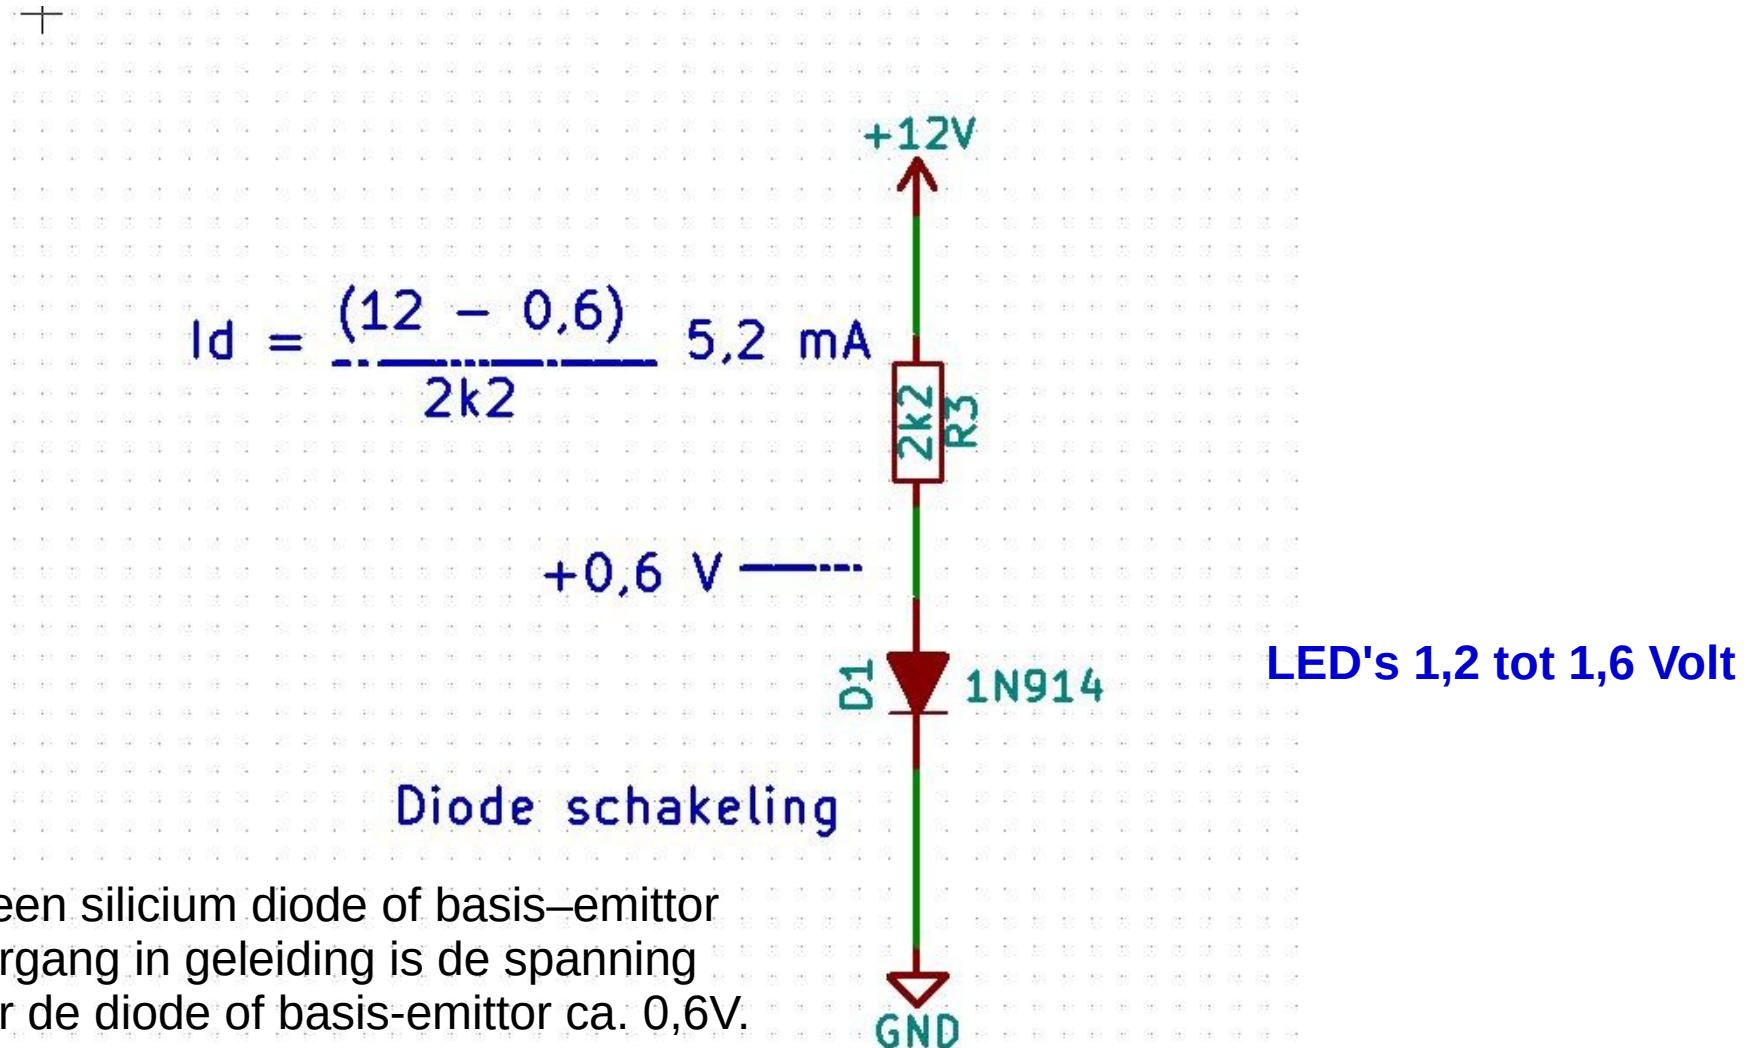 +12V
Id = (12 – 0,6) 5,2 mA
2k2
2k2
R3
+0,6 V
D1
1N914
LED's 1,2 tot 1,6 Volt
Diode schakeling
een silicium diode of basis–emittor
rgang in geleiding is de spanning
r de diode of basis-emittor ca. 0,6V.
GND